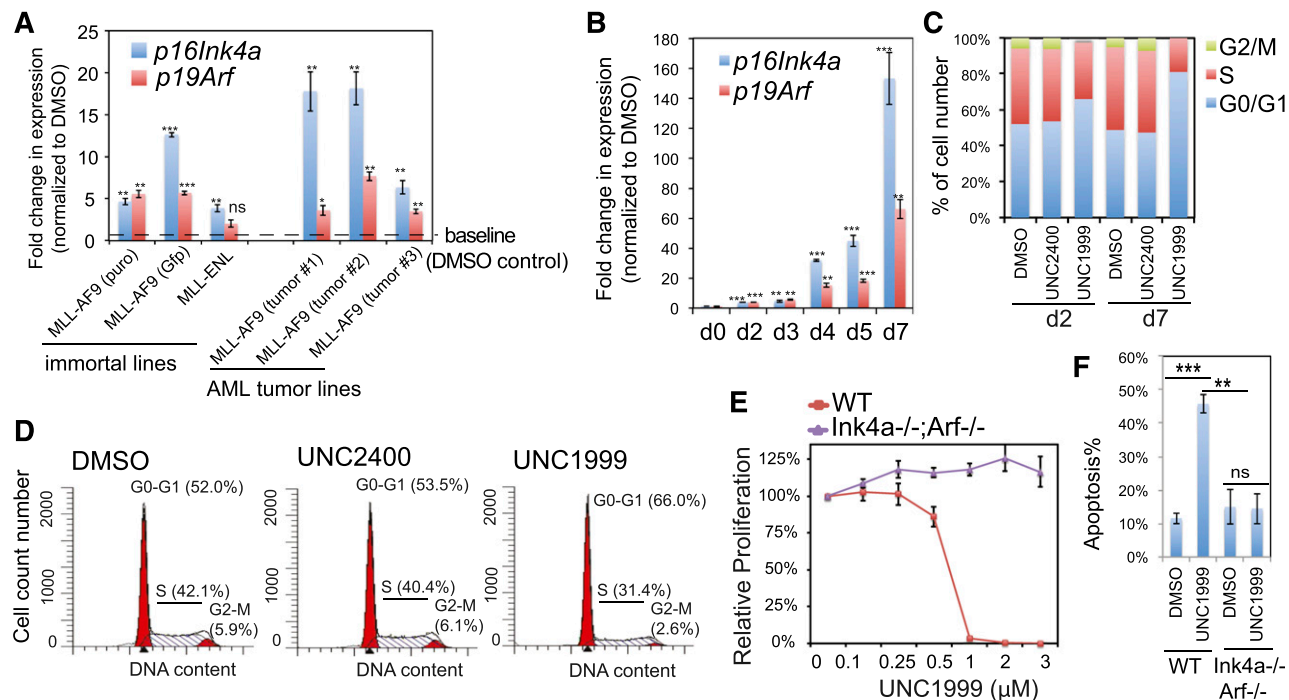 A
25
20
15
10
5
0
Fold change in expression
(normalized to DMSO)
p16Ink4a
p19Arf
** ** *** *** ** ns ** * ** ** ** **
baseline
(DMSO control)
MLL-AF9 (puro)
MLL-AF9 (Gfp)
MLL-ENL
MLL-AF9 (tumor #1)
MLL-AF9 (tumor #2)
MLL-AF9 (tumor #3)
immortal lines
AML tumor lines
B
180
160
140
120
100
80
60
40
20
0
Fold change in expression
(normalized to DMSO)
p16Ink4a
p19Arf
*** *** ** ** *** ** *** *** *** **
d0 d2 d3 d4 d5 d7
C
100%
80%
60%
40%
20%
0%
% of cell number
G2/M
S
G0/G1
DMSO
UNC2400
UNC1999
DMSO
UNC2400
UNC1999
d2 d7
D
Cell count number
DMSO
G0-G1 (52.0%)
2000
1000
0
S (42.1%)
G2-M
(5.9%)
DNA content
UNC2400
G0-G1 (53.5%)
2000
1000
0
S (40.4%)
G2-M
(6.1%)
DNA content
UNC1999
G0-G1 (66.0%)
2000
1000
0
S (31.4%)
G2-M
(2.6%)
DNA content
E
WT
Ink4a-/-;Arf-/-
Relative Proliferation
125%
100%
75%
50%
25%
0%
0 0.1 0.25 0.5 1 2 3
UNC1999 (μM)
F
60%
50%
40%
30%
20%
10%
0%
Apoptosis%
***
**
ns
DMSO
UNC1999
DMSO
UNC1999
WT Ink4a-/-
Arf-/-